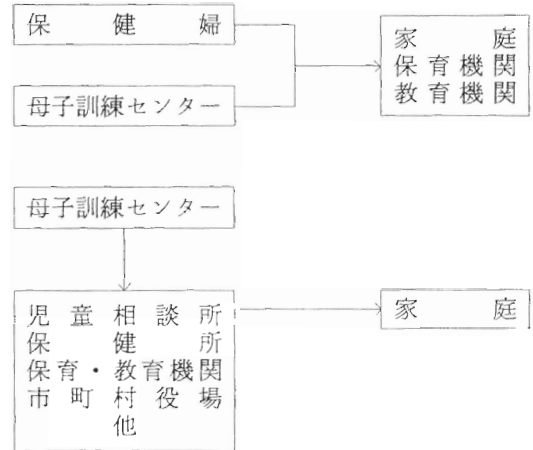 保健婦
母子訓練センター
家庭
保育機関
教育機関
母子訓練センター
児童相談所
保健所
保育・教育機関
市町村役場
他
家庭